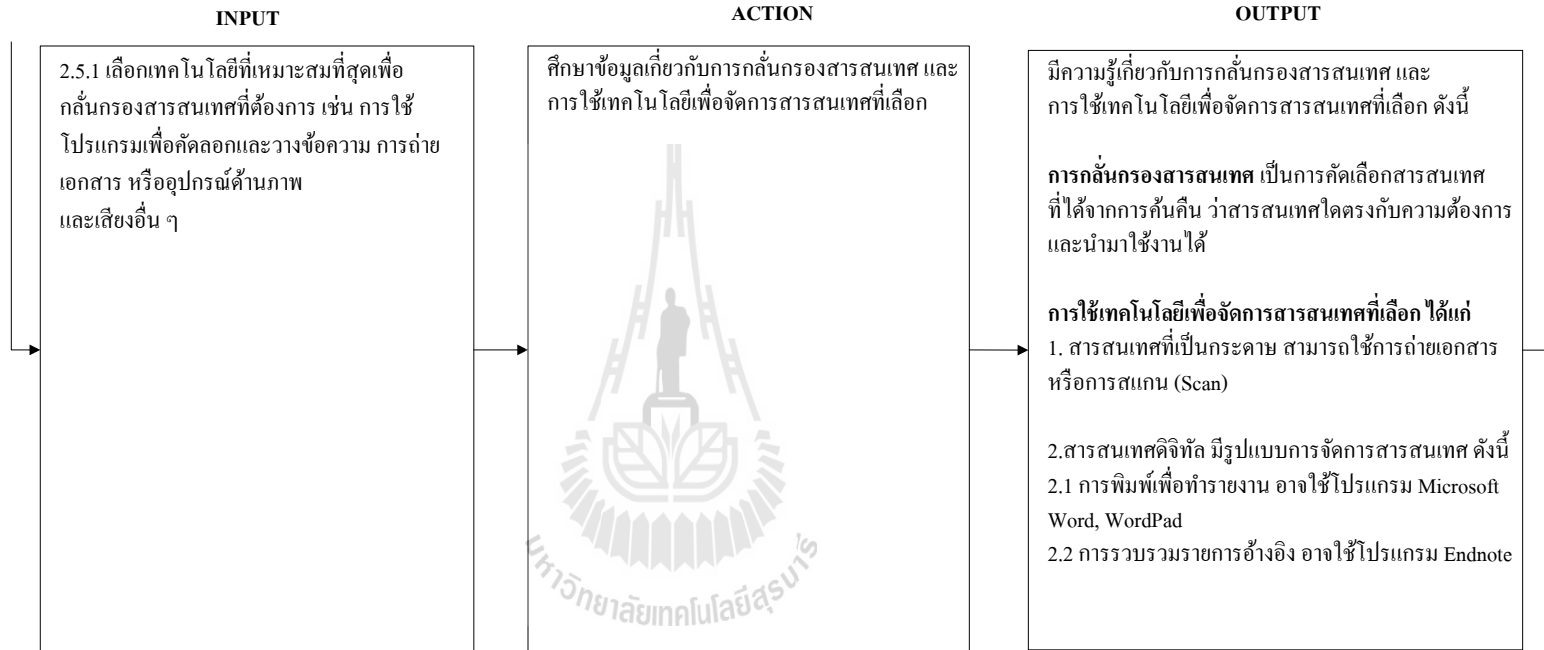 INPUT
ACTION
OUTPUT
2.5.1 เลือกเทคโนโลยีที่เหมาะสมที่สุดเพื่อ
กลั่นกรองสารสนเทศที่ต้องการ เช่น การใช้
โปรแกรมเพื่อคัดลอกและวางข้อความ การถ่าย
เอกสาร หรืออุปกรณ์ด้านภาพ
และเสียงอื่น ๆ
ศึกษาข้อมูลเกี่ยวกับการกลั่นกรองสารสนเทศ และ
การใช้เทคโนโลยีเพื่อจัดการสารสนเทศที่เลือก
มีความรู้เกี่ยวกับการกลั่นกรองสารสนเทศ และ
การใช้เทคโนโลยีเพื่อจัดการสารสนเทศที่เลือก ดังนี้
การกลั่นกรองสารสนเทศ เป็นการคัดเลือกสารสนเทศ
ที่ได้จากการค้นคืน ว่าสารสนเทศใดตรงกับความต้องการ
และนำมาใช้งานได้
การใช้เทคโนโลยีเพื่อจัดการสารสนเทศที่เลือก ได้แก่
1. สารสนเทศที่เป็นกระดาษ สามารถใช้การถ่ายเอกสาร
หรือการสแกน (Scan)
2.สารสนเทศดิจิทัล มีรูปแบบการจัดการสารสนเทศ ดังนี้
2.1 การพิมพ์เพื่อทำรายงาน อาจใช้โปรแกรม Microsoft
Word, WordPad
2.2 การรวบรวมรายการอ้างอิง อาจใช้โปรแกรม Endnote
มหาวิทยาลัยเทคโนโลยีสุรนารี